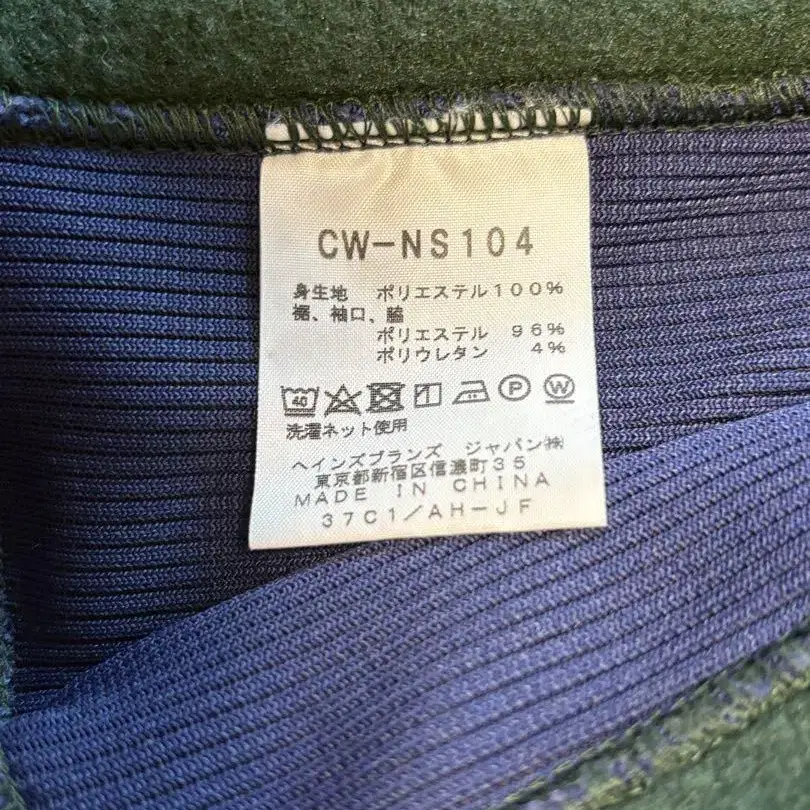 CW-NS104
身生地 ポリエステル100%
裾、袖口、脇
ポリエステル 96%
ポリウレタン 4%
40 P W
洗濯ネット使用
ヘインズブランズ ジャパン㈱
東京都新宿区信濃町35
MADE IN CHINA
37C1/AH-JF